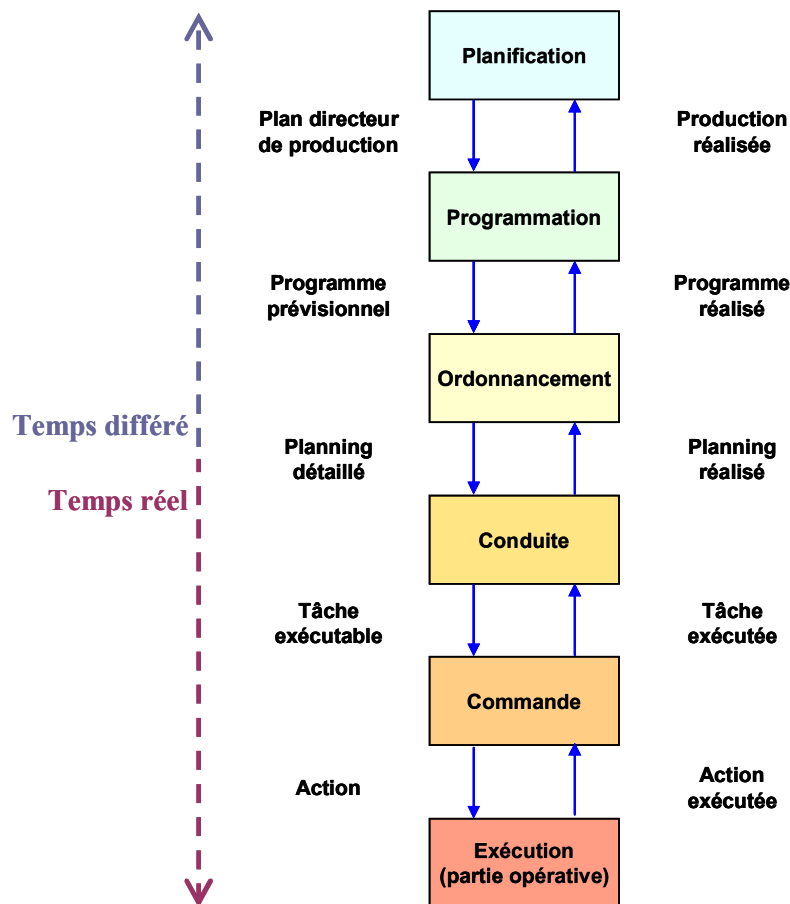 Planification
Plan directeur
de production
Production
réalisée
Programmation
Programme
prévisionnel
Programme
réalisé
Ordonnancement
Temps différé
Planning
détaillé
Planning
réalisé
Temps réel
Conduite
Tâche
exécutable
Tâche
exécutée
Commande
Action
Action
exécutée
Exécution
(partie opérative)